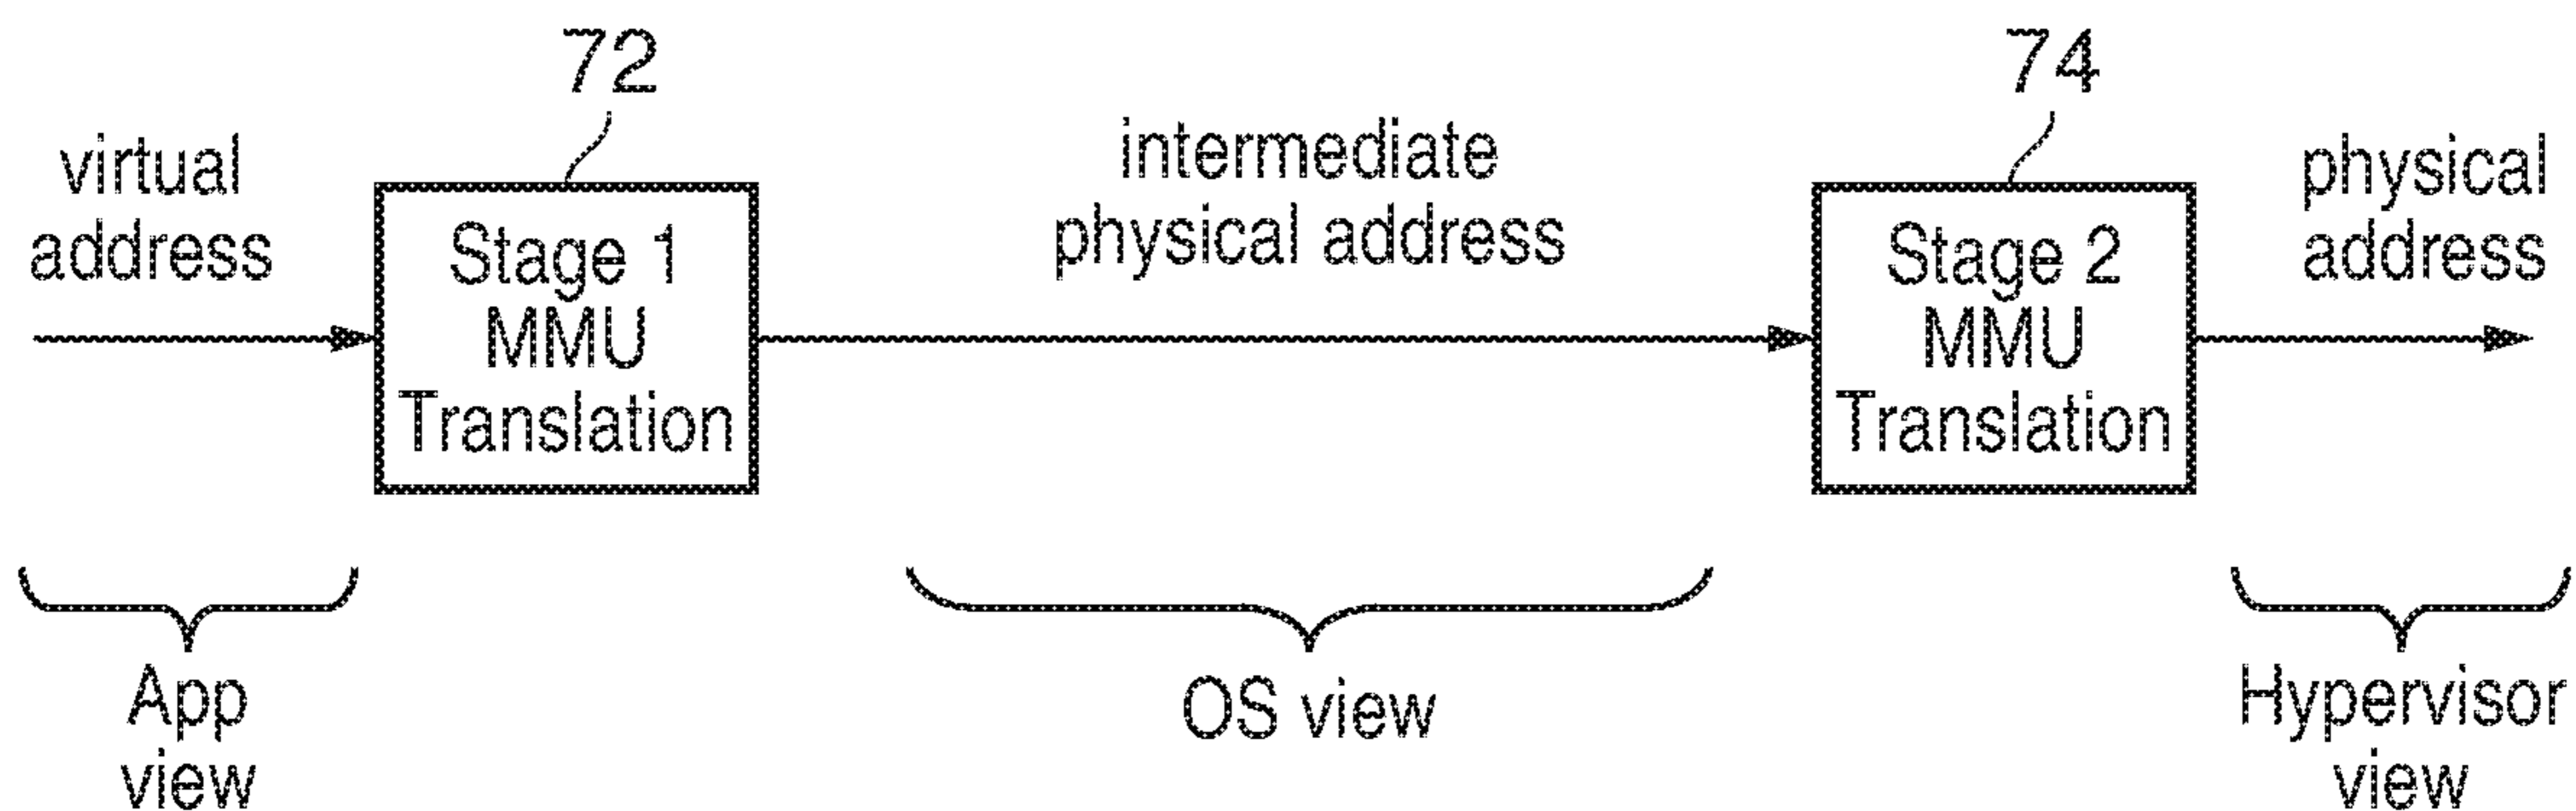 72
74
virtual
address
Stage 1
MMU
Translation
intermediate
physical address
Stage 2
MMU
Translation
physical
address
App
view
OS view
Hypervisor
view